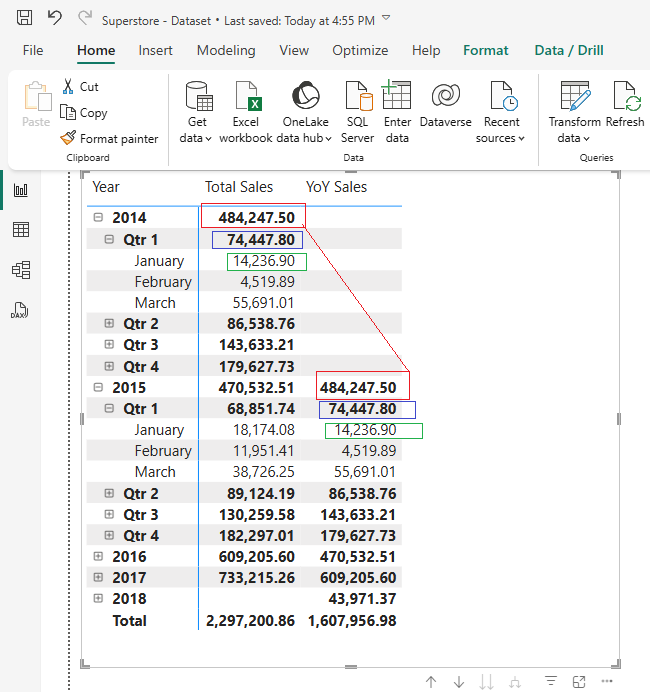 Superstore - Dataset • Last saved: Today at 4:55 PM
File Home Insert Modeling View Optimize Help Format Data / Drill
Paste
Cut
Copy
Format painter
Clipboard
Get data
Excel workbook
OneLake data hub
SQL Server
Enter data
Dataverse
Recent sources
Data
Transform data
Refresh
Queries
DAX
Year Total Sales YoY Sales
2014 484,247.50
Qtr 1 74,447.80
January 14,236.90
February 4,519.89
March 55,691.01
Qtr 2 86,538.76
Qtr 3 143,633.21
Qtr 4 179,627.73
2015 470,532.51 484,247.50
Qtr 1 68,851.74 74,447.80
January 18,174.08 14,236.90
February 11,951.41 4,519.89
March 38,726.25 55,691.01
Qtr 2 89,124.19 86,538.76
Qtr 3 130,259.58 143,633.21
Qtr 4 182,297.01 179,627.73
2016 609,205.60 470,532.51
2017 733,215.26 609,205.60
2018 43,971.37
Total 2,297,200.86 1,607,956.98